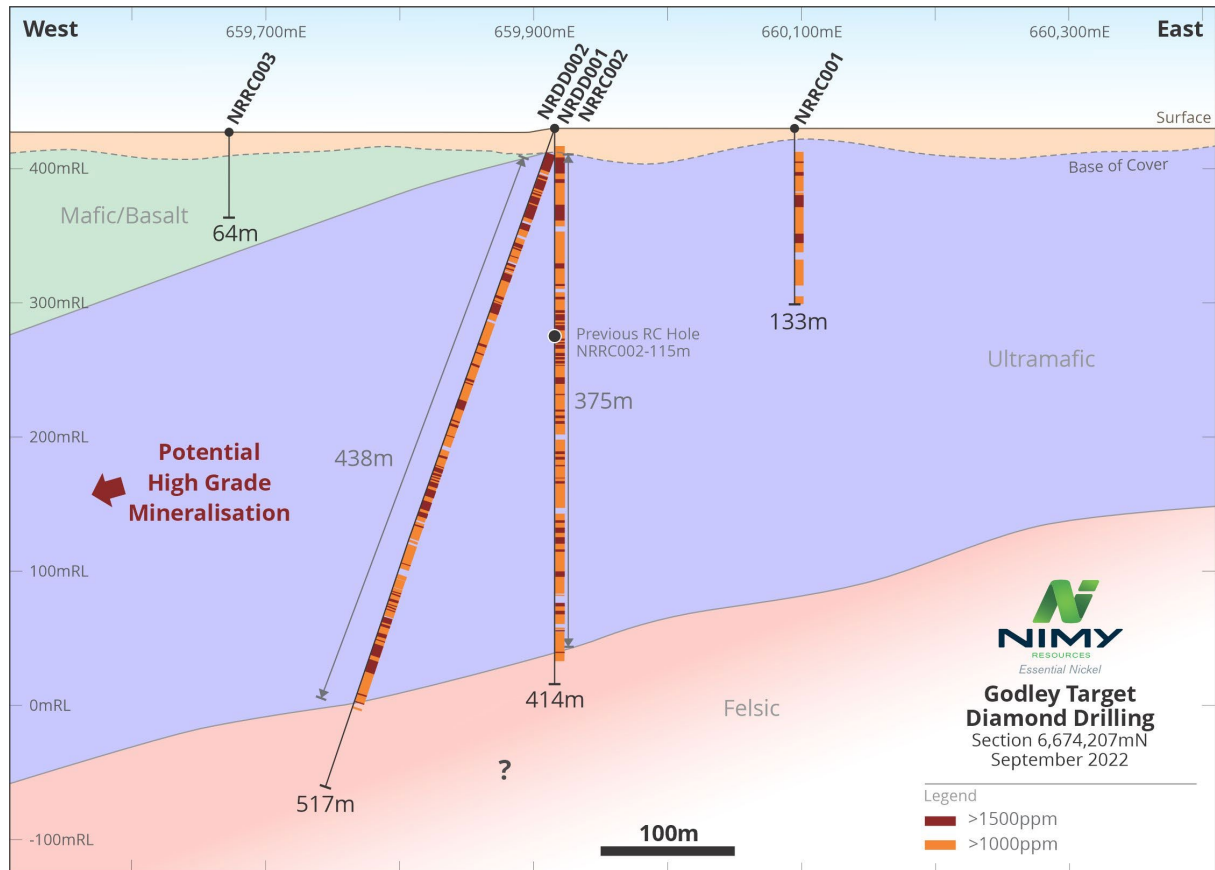 West
659,700mE
659,900mE
660,100mE
660,300mE
East
NRRC003
NRDD002
NRDD001
NRRC002
NRRC001
Surface
Base of Cover
400mRL
Mafic/Basalt
64m
300mRL
133m
Previous RC Hole
NRRC002-115m
Ultramafic
375m
200mRL
438m
Potential
High Grade
Mineralisation
100mRL
0mRL
414m
Felsic
?
517m
-100mRL
100m
NIMY
RESOURCES
Essential Nickel
Godley Target
Diamond Drilling
Section 6,674,207mN
September 2022
Legend
>1500ppm
>1000ppm